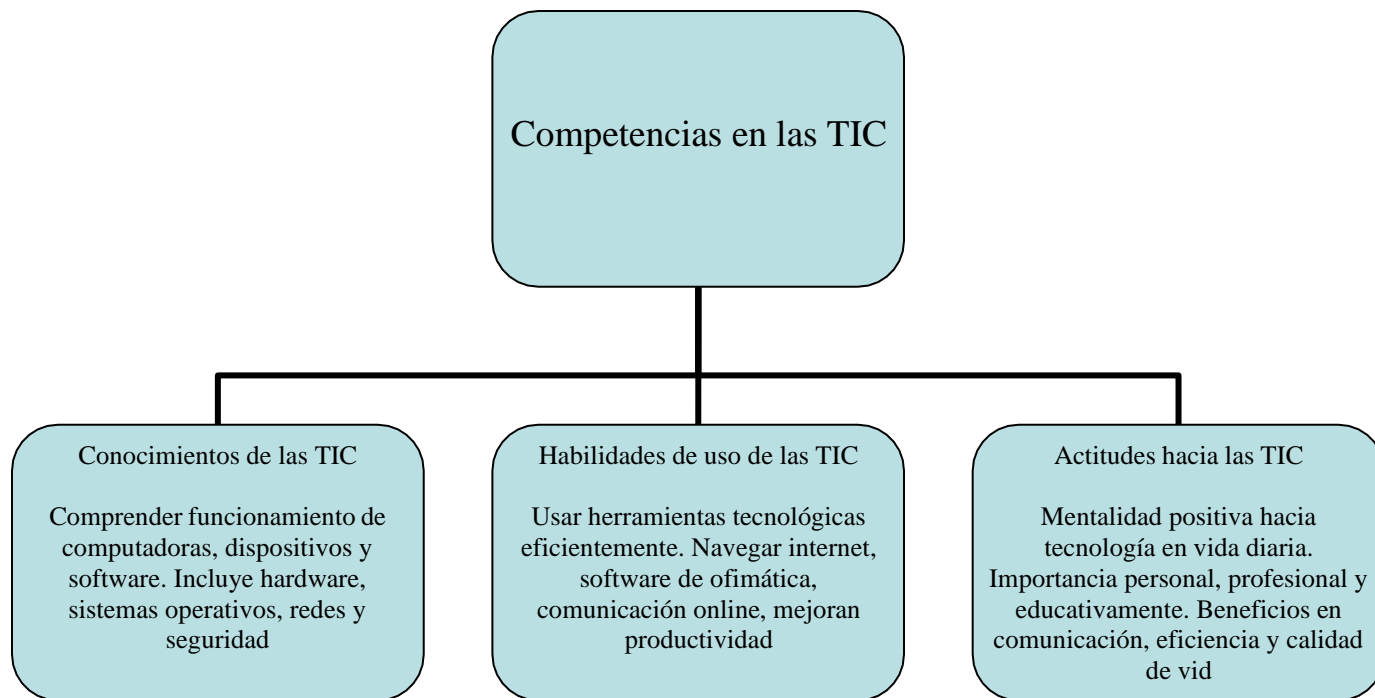 Competencias en las TIC
Conocimientos de las TIC
Comprender funcionamiento de
computadoras, dispositivos y
software. Incluye hardware,
sistemas operativos, redes y
seguridad
Habilidades de uso de las TIC
Usar herramientas tecnológicas
eficientemente. Navegar internet,
software de ofimática,
comunicación online, mejoran
productividad
Actitudes hacia las TIC
Mentalidad positiva hacia
tecnología en vida diaria.
Importancia personal, profesional y
educativamente. Beneficios en
comunicación, eficiencia y calidad
de vid